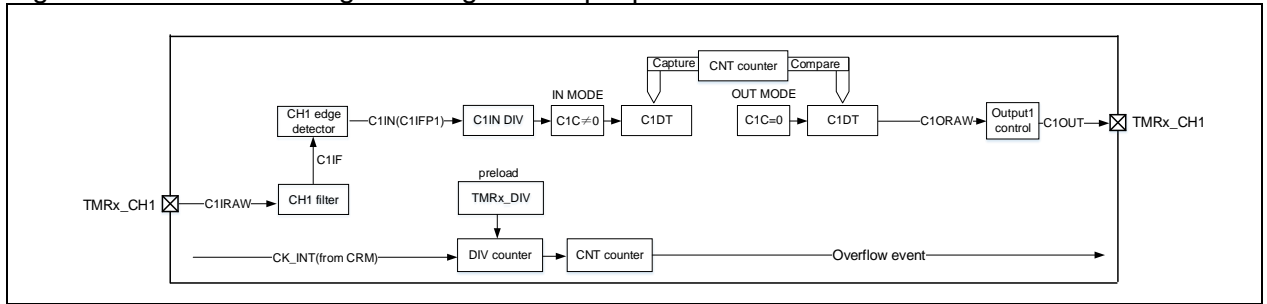 Capture
CNT counter
Compare
IN MODE
OUT MODE
CH1 edge
detector
C1IN(C1IFP1)
C1IN DIV
C1C≠0
C1DT
C1C=0
C1DT
C1ORAW
Output1
control
C1OUT
TMRx_CH1
C1IF
preload
TMRx_DIV
TMRx_CH1
C1IRAW
CH1 filter
CK_INT(from CRM)
DIV counter
CNT counter
Overflow event